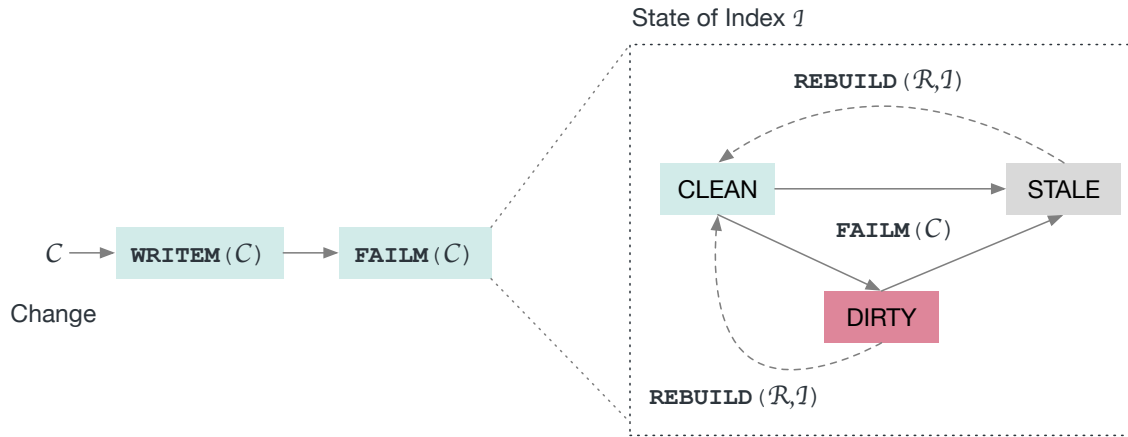 State of Index 𝓘
REBUILD(𝓡,𝓘)
CLEAN
STALE
FAILM(𝓒)
𝓒
WRITEM(𝓒)
FAILM(𝓒)
Change
DIRTY
REBUILD(𝓡,𝓘)